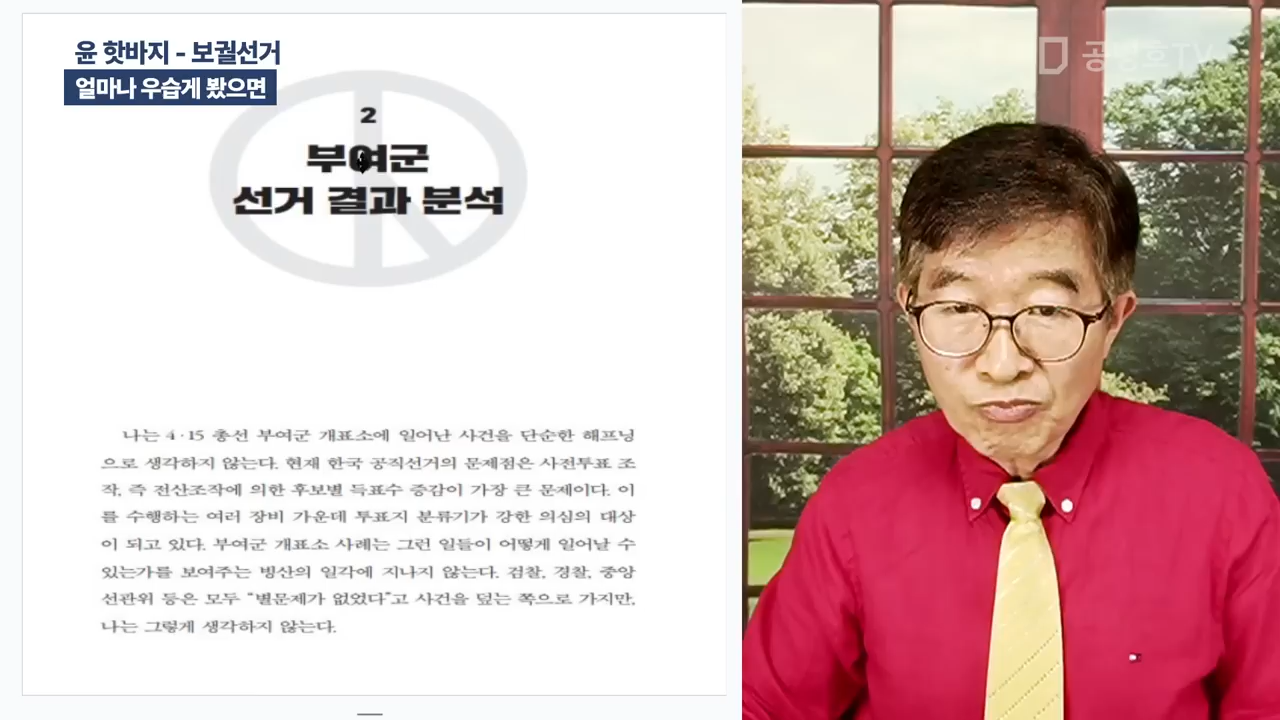 윤 핫바지 - 보궐선거
얼마나 우습게 봤으면
2
부여군
선거 결과 분석
나는 4·15 총선 부여군 개표소에 일어난 사건을 단순한 해프닝
으로 생각하지 않는다. 현재 한국 공직선거의 문제점은 사전투표 조
작, 즉 전산조작에 의한 후보별 득표수 증감이 가장 큰 문제이다. 이
를 수행하는 여러 장비 가운데 투표지 분류기가 강한 의심의 대상
이 되고 있다. 부여군 개표소 사례는 그런 일들이 어떻게 일어날 수
있는가를 보여주는 빙산의 일각에 지나지 않는다. 검찰, 경찰, 중앙
선관위 등은 모두 “별문제가 없었다”고 사건을 덮는 쪽으로 가지만,
나는 그렇게 생각하지 않는다.
공병호TV